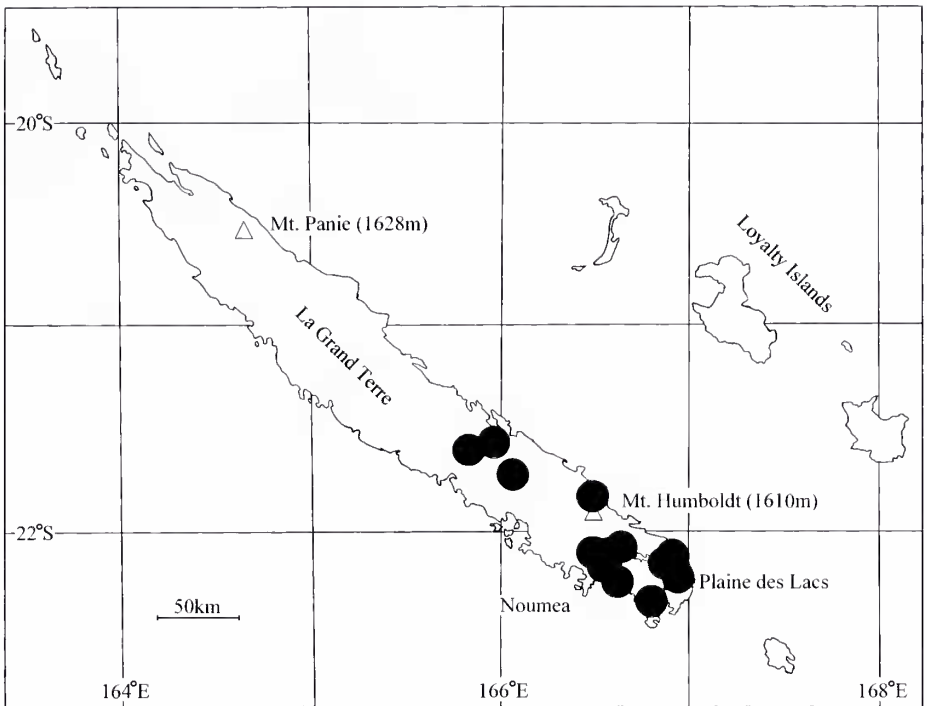 20°S
Mt. Panie (1628m)
Loyalty Islands
La Grand Terre
Mt. Humboldt (1610m)
22°S
Plaine des Lacs
Noumea
50km
164°E
166°E
168°E